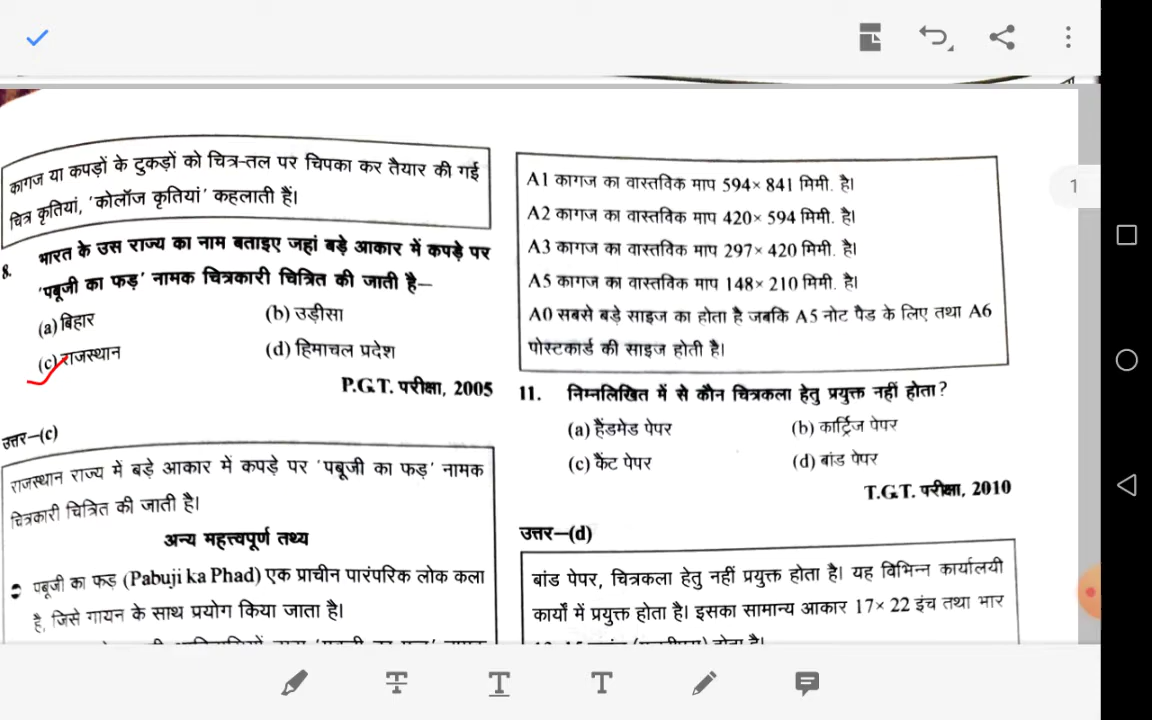 कागज या कपड़ों के टुकड़ों को चित्र-तल पर चिपका कर तैयार की गई
चित्र कृतियां, 'कोलॉज कृतियां' कहलाती हैं।
8. भारत के उस राज्य का नाम बताइए जहां बड़े आकार में कपड़े पर
'पबूजी का फड़' नामक चित्रकारी चित्रित की जाती है—
(a) बिहार (b) उड़ीसा
(c) राजस्थान (d) हिमाचल प्रदेश
P.G.T. परीक्षा, 2005
उत्तर—(c)
राजस्थान राज्य में बड़े आकार में कपड़े पर 'पबूजी का फड़' नामक
चित्रकारी चित्रित की जाती है।
अन्य महत्त्वपूर्ण तथ्य
पबूजी का फड़ (Pabuji ka Phad) एक प्राचीन पारंपरिक लोक कला
है, जिसे गायन के साथ प्रयोग किया जाता है।
A1 कागज का वास्तविक माप 594× 841 मिमी. है।
A2 कागज का वास्तविक माप 420× 594 मिमी. है।
A3 कागज का वास्तविक माप 297× 420 मिमी. है।
A5 कागज का वास्तविक माप 148× 210 मिमी. है।
A0 सबसे बड़े साइज का होता है जबकि A5 नोट पैड के लिए तथा A6
पोस्टकार्ड की साइज होती है।
11. निम्नलिखित में से कौन चित्रकला हेतु प्रयुक्त नहीं होता?
(a) हैंडमेड पेपर (b) कार्ट्रिज पेपर
(c) कैंट पेपर (d) बांड पेपर
T.G.T. परीक्षा, 2010
उत्तर—(d)
बांड पेपर, चित्रकला हेतु नहीं प्रयुक्त होता है। यह विभिन्न कार्यालयी
कार्यों में प्रयुक्त होता है। इसका सामान्य आकार 17× 22 इंच तथा भार
होता है।
1